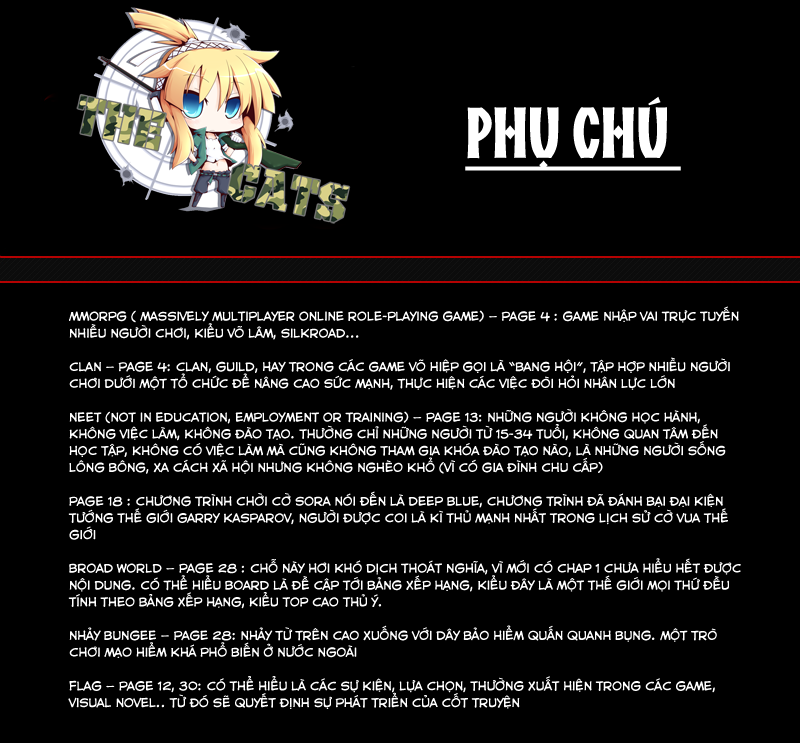 THE
CATS
PHỤ CHÚ
MMORPG ( MASSIVELY MULTIPLAYER ONLINE ROLE-PLAYING GAME) – PAGE 4 : GAME NHẬP VAI TRỰC TUYẾN
NHIỀU NGƯỜI CHƠI, KIỂU VÕ LÂM, SILKROAD...
CLAN – PAGE 4: CLAN, GUILD, HAY TRONG CÁC GAME VÕ HIỆP GỌI LÀ "BANG HỘI", TẬP HỢP NHIỀU NGƯỜI
CHƠI DƯỚI MỘT TỔ CHỨC ĐỂ NÂNG CAO SỨC MẠNH, THỰC HIỆN CÁC VIỆC ĐÒI HỎI NHÂN LỰC LỚN
NEET (NOT IN EDUCATION, EMPLOYMENT OR TRAINING) – PAGE 13: NHỮNG NGƯỜI KHÔNG HỌC HÀNH,
KHÔNG VIỆC LÀM, KHÔNG ĐÀO TẠO. THƯỜNG CHỈ NHỮNG NGƯỜI TỪ 15-34 TUỔI, KHÔNG QUAN TÂM ĐẾN
HỌC TẬP, KHÔNG CÓ VIỆC LÀM MÀ CŨNG KHÔNG THAM GIA KHÓA ĐÀO TẠO NÀO, LÀ NHỮNG NGƯỜI SỐNG
LÔNG BÔNG, XA CÁCH XÃ HỘI NHƯNG KHÔNG NGHÈO KHỔ (VÌ CÓ GIA ĐÌNH CHU CẤP)
PAGE 18 : CHƯƠNG TRÌNH CHƠI CỜ SORA NÓI ĐẾN LÀ DEEP BLUE, CHƯƠNG TRÌNH ĐÃ ĐÁNH BẠI ĐẠI KIỆN
TƯỚNG THẾ GIỚI GARRY KASPAROV, NGƯỜI ĐƯỢC COI LÀ KÌ THỦ MẠNH NHẤT TRONG LỊCH SỬ CỜ VUA THẾ
GIỚI
BROAD WORLD – PAGE 28 : CHỖ NÀY HƠI KHÓ DỊCH THOÁT NGHĨA, VÌ MỚI CÓ CHAP 1 CHƯA HIỂU HẾT ĐƯỢC
NỘI DUNG. CÓ THỂ HIỂU BOARD LÀ ĐỀ CẬP TỚI BẢNG XẾP HẠNG, KIỂU ĐÂY LÀ MỘT THẾ GIỚI MỌI THỨ ĐỀU
TÍNH THEO BẢNG XẾP HẠNG, KIỂU TOP CAO THỦ Ý.
NHẢY BUNGEE – PAGE 28: NHẢY TỪ TRÊN CAO XUỐNG VỚI DÂY BẢO HIỂM QUẤN QUANH BỤNG. MỘT TRÒ
CHƠI MẠO HIỂM KHÁ PHỔ BIẾN Ở NƯỚC NGOÀI
FLAG – PAGE 12, 30: CÓ THỂ HIỂU LÀ CÁC SỰ KIỆN, LỰA CHỌN, THƯỜNG XUẤT HIỆN TRONG CÁC GAME,
VISUAL NOVEL.. TỪ ĐÓ SẼ QUYẾT ĐỊNH SỰ PHÁT TRIỂN CỦA CỐT TRUYỆN